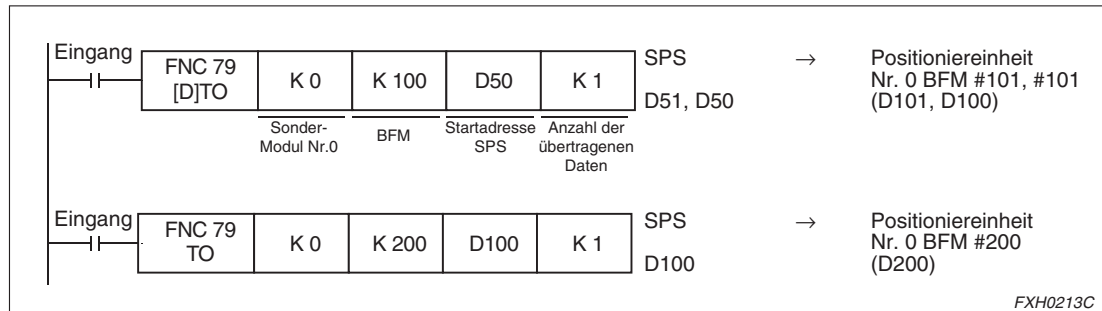 Eingang
FNC 79
[D]TO
K 0
K 100
D50
K 1
SPS
D51, D50
→
Positioniereinheit
Nr. 0 BFM #101, #101
(D101, D100)
Sonder-
Modul Nr.0
BFM
Startadresse
SPS
Anzahl der
übertragenen
Daten
Eingang
FNC 79
TO
K 0
K 200
D100
K 1
SPS
D100
→
Positioniereinheit
Nr. 0 BFM #200
(D200)
FXH0213C